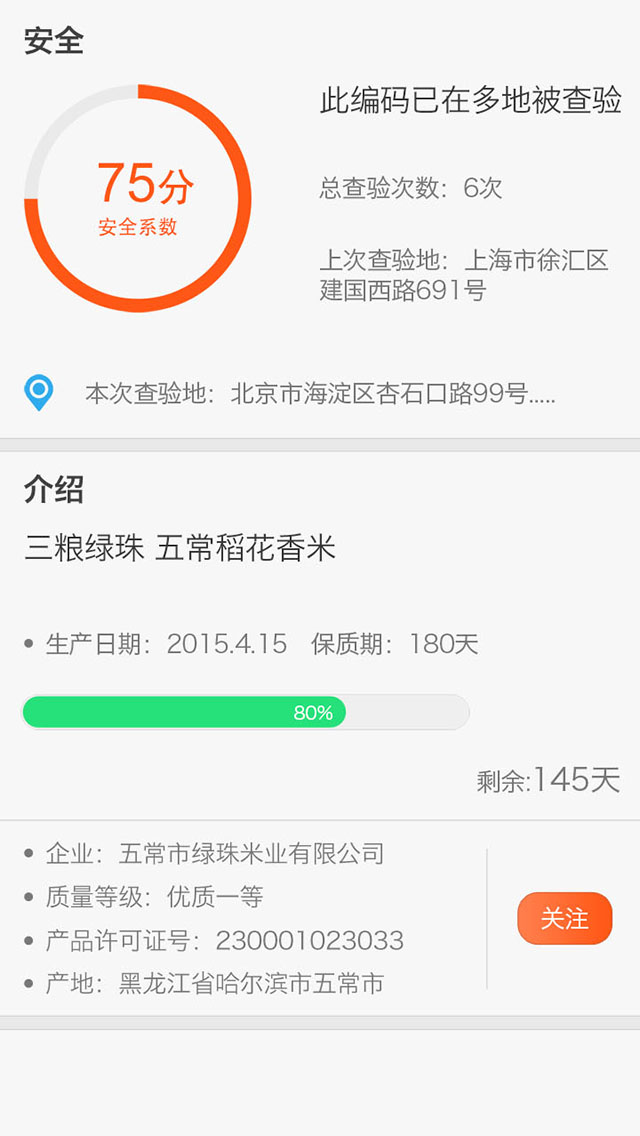 安全
75分
安全系数
此编码已在多地被查验
总查验次数：6次
上次查验地：上海市徐汇区
建国西路691号
本次查验地：北京市海淀区杏石口路99号.....
介绍
三粮绿珠 五常稻花香米
• 生产日期：2015.4.15 保质期：180天
80%
剩余:145天
• 企业：五常市绿珠米业有限公司
• 质量等级：优质一等
• 产品许可证号：230001023033
• 产地：黑龙江省哈尔滨市五常市
关注